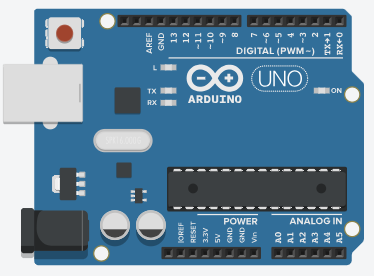 AREF
GND
13
12
~11
~10
~9
8
7
~6
~5
4
~3
2
TX→1
RX←0
DIGITAL (PWM~)
L
TX
RX
UNO
ON
ARDUINO
POWER
ANALOG IN
IOREF
RESET
3.3V
5V
GND
GND
Vin
A0
A1
A2
A3
A4
A5